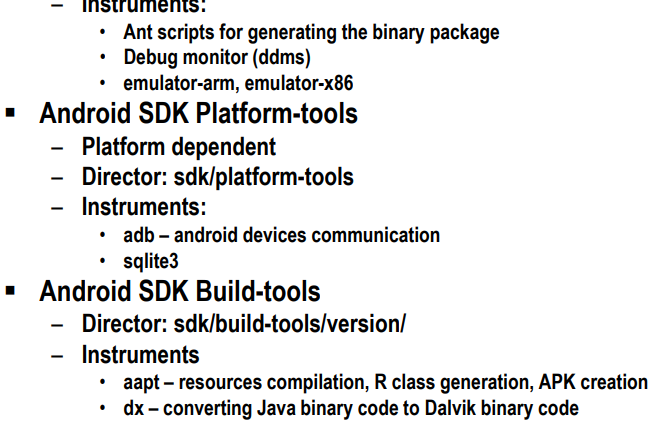 – Instruments:
• Ant scripts for generating the binary package
• Debug monitor (ddms)
• emulator-arm, emulator-x86
▪ Android SDK Platform-tools
– Platform dependent
– Director: sdk/platform-tools
– Instruments:
• adb – android devices communication
• sqlite3
▪ Android SDK Build-tools
– Director: sdk/build-tools/version/
– Instruments
• aapt – resources compilation, R class generation, APK creation
• dx – converting Java binary code to Dalvik binary code